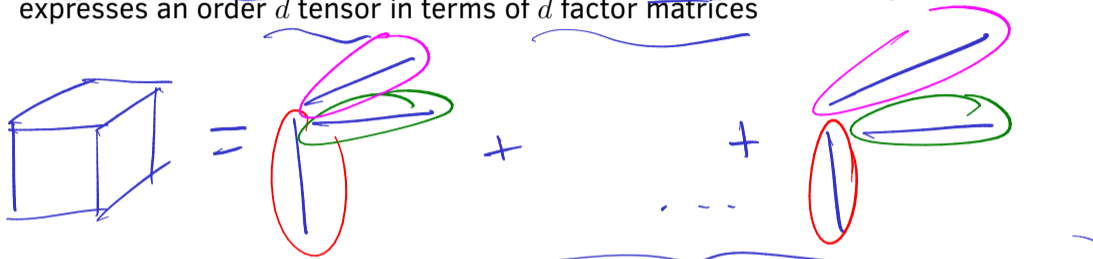 expresses an order d tensor in terms of d factor matrices
= + ... +